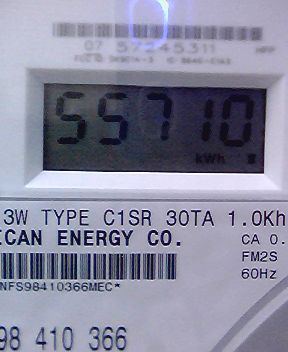 07 57245311
55710
kWh
3W TYPE C1SR 30TA 1.0Kh
ICAN ENERGY CO.
CA 0.
FM2S
60Hz
NFS98410366MEC*
98 410 366